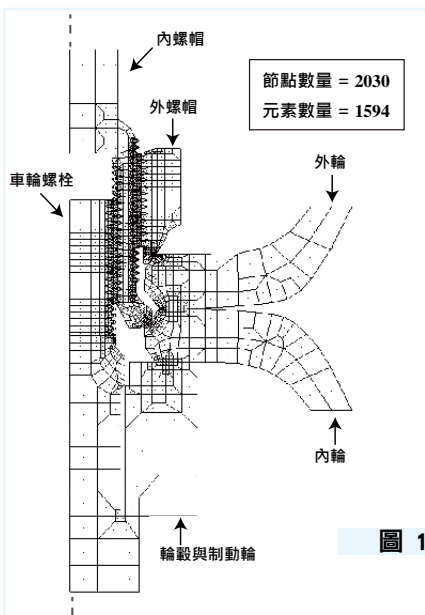 內螺帽
節點數量 = 2030
元素數量 = 1594
外螺帽
車輪螺栓
外輪
內輪
輪轂與制動輪
圖 1